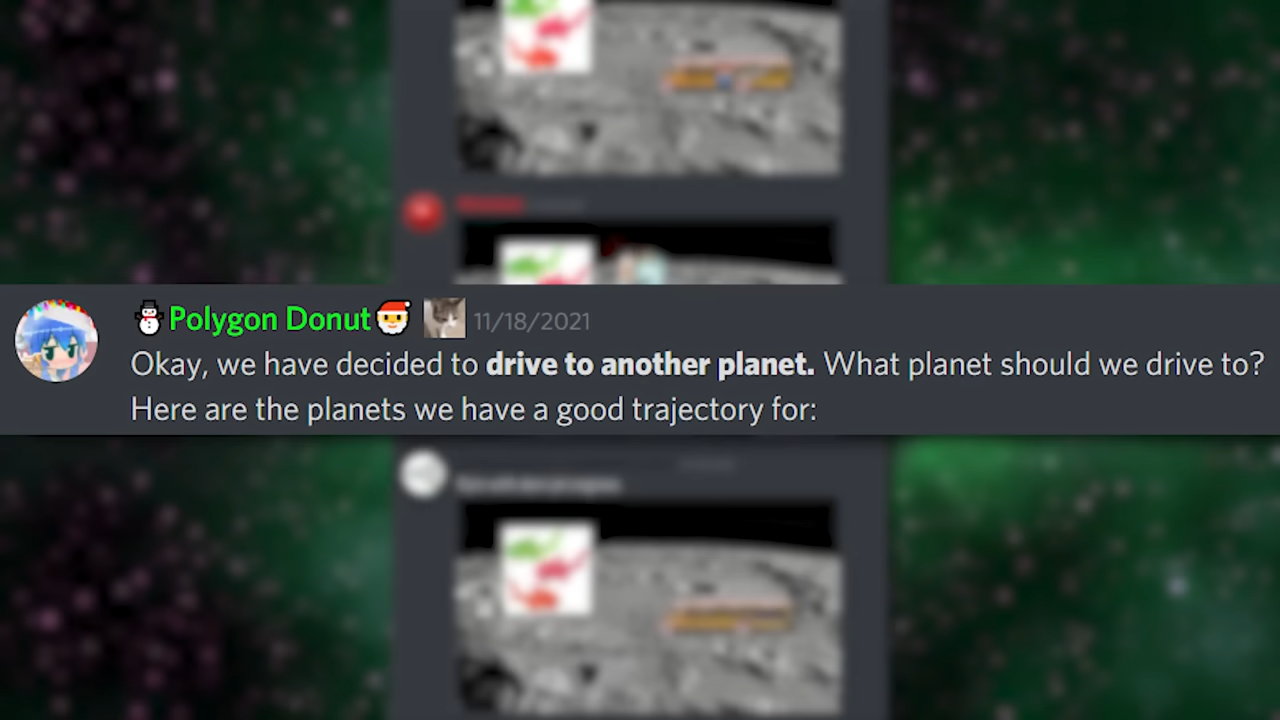 ⛄Polygon Donut🎅 11/18/2021
Okay, we have decided to drive to another planet. What planet should we drive to?
Here are the planets we have a good trajectory for: